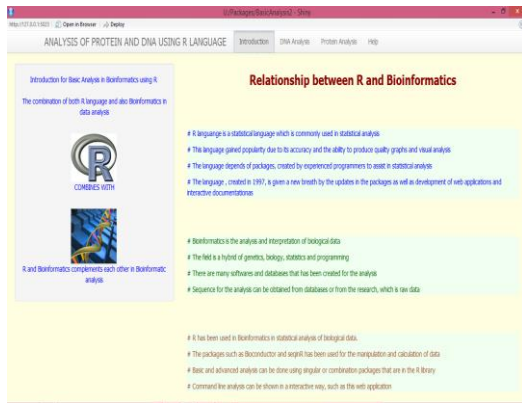 U:/Packages/BasicAnalysis2 - Shiny
http://127.0.0.1:5923 Open in Browser Deploy
ANALYSIS OF PROTEIN AND DNA USING R LANGUAGE Introduction DNA Analysis Protein Analysis Help
Introduction for Basic Analysis in Bioinformatics using R
The combination of both R language and also Bioinformatics in
data analysis
R
COMBINES WITH
R and Bioinformatics complements each other in Bioinformatic
analysis
Relationship between R and Bioinformatics
# R languange is a statistical language which is commonly used in statistical analysis
# This language gained popularity due to its accuracy and the ability to produce quality graphs and visual analysis
# The language depends of packages, created by experienced programmers to assist in statistical analysis
# The language , created in 1997, is given a new breath by the updates in the packages as well as development of web applications and
interactive documentationas
# Bioinformatics is the analysis and interpretation of biological data
# The field is a hybrid of genetics, biology, statistics and programming
# There are many softwares and databases that has been created for the analysis
# Sequence for the analysis can be obtained from databases or from the research, which is raw data
# R has been used in Bioinformatics in statistical analysis of biological data.
# The packages such as Bioconductor and seqinR has been used for the manipulation and calculation of data
# Basic and advanced analysis can be done using singular or combination packages that are in the R library
# Command line analysis can be shown in a interactive way, such as this web application